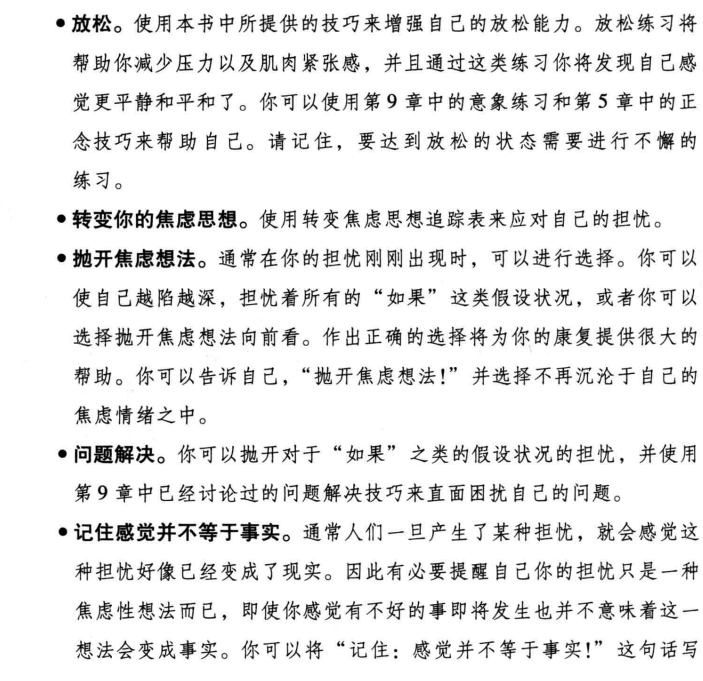 • 放松。使用本书中所提供的技巧来增强自己的放松能力。放松练习将
帮助你减少压力以及肌肉紧张感，并且通过这类练习你将发现自己感
觉更平静和平和了。你可以使用第9章中的意象练习和第5章中的正
念技巧来帮助自己。请记住，要达到放松的状态需要进行不懈的
练习。
• 转变你的焦虑思想。使用转变焦虑思想追踪表来应对自己的担忧。
• 抛开焦虑想法。通常在你的担忧刚刚出现时，可以进行选择。你可以
使自己越陷越深，担忧着所有的“如果”这类假设状况，或者你可以
选择抛开焦虑想法向前看。作出正确的选择将为你的康复提供很大的
帮助。你可以告诉自己，“抛开焦虑想法！”并选择不再沉沦于自己的
焦虑情绪之中。
• 问题解决。你可以抛开对于“如果”之类的假设状况的担忧，并使用
第9章中已经讨论过的问题解决技巧来直面困扰自己的问题。
• 记住感觉并不等于事实。通常人们一旦产生了某种担忧，就会感觉这
种担忧好像已经变成了现实。因此有必要提醒自己你的担忧只是一种
焦虑性想法而已，即使你感觉有不好的事即将发生也并不意味着这一
想法会变成事实。你可以将“记住：感觉并不等于事实！”这句话写